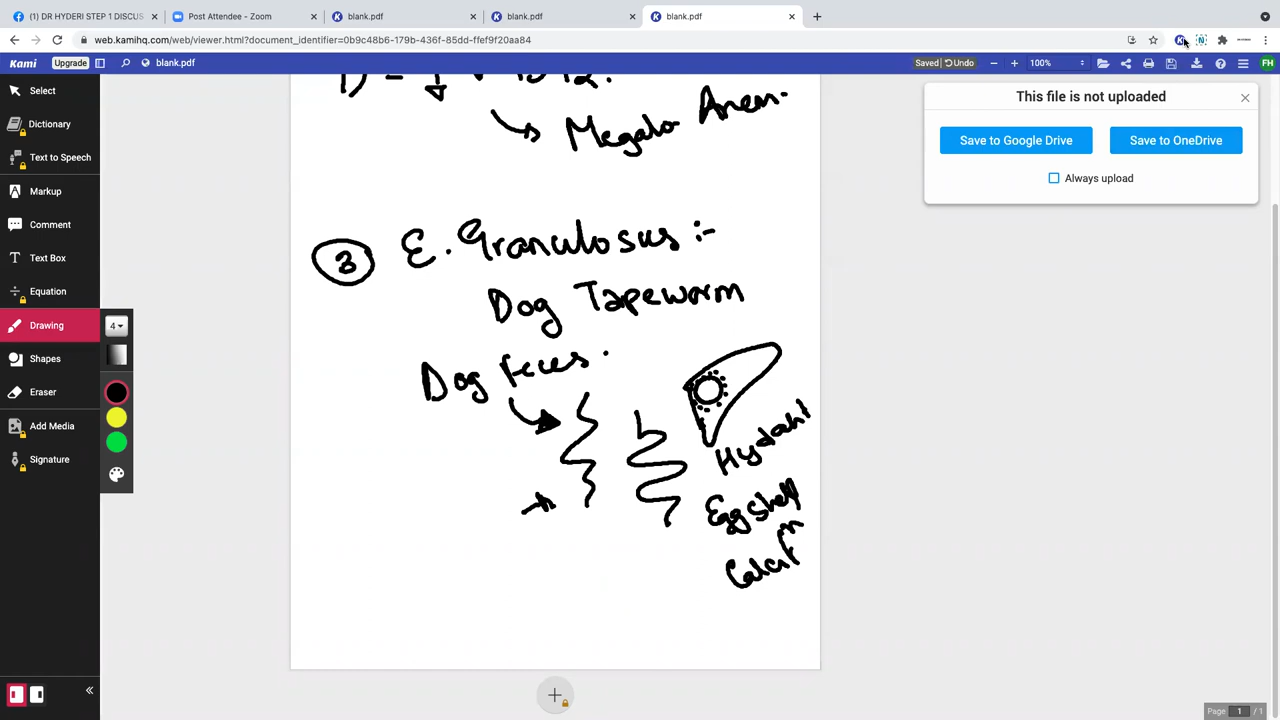 (1) DR HYDERI STEP 1 DISCUS
Post Attendee - Zoom
blank.pdf
blank.pdf
blank.pdf
web.kamihq.com/web/viewer.html?document_identifier=0b9c48b6-179b-436f-85dd-ffef9f20aa84
Kami
Upgrade
blank.pdf
Saved
Undo
100%
FH
Select
Dictionary
Text to Speech
Markup
Comment
Text Box
Equation
Drawing
4
Shapes
Eraser
Add Media
Signature
This file is not uploaded
Save to Google Drive
Save to OneDrive
Always upload
Megalo Anem.
3 E. Granulosus :-
Dog Tapeworm
Dog Feces
Hydatid
Eggshell
Calcif
Page 1 / 1